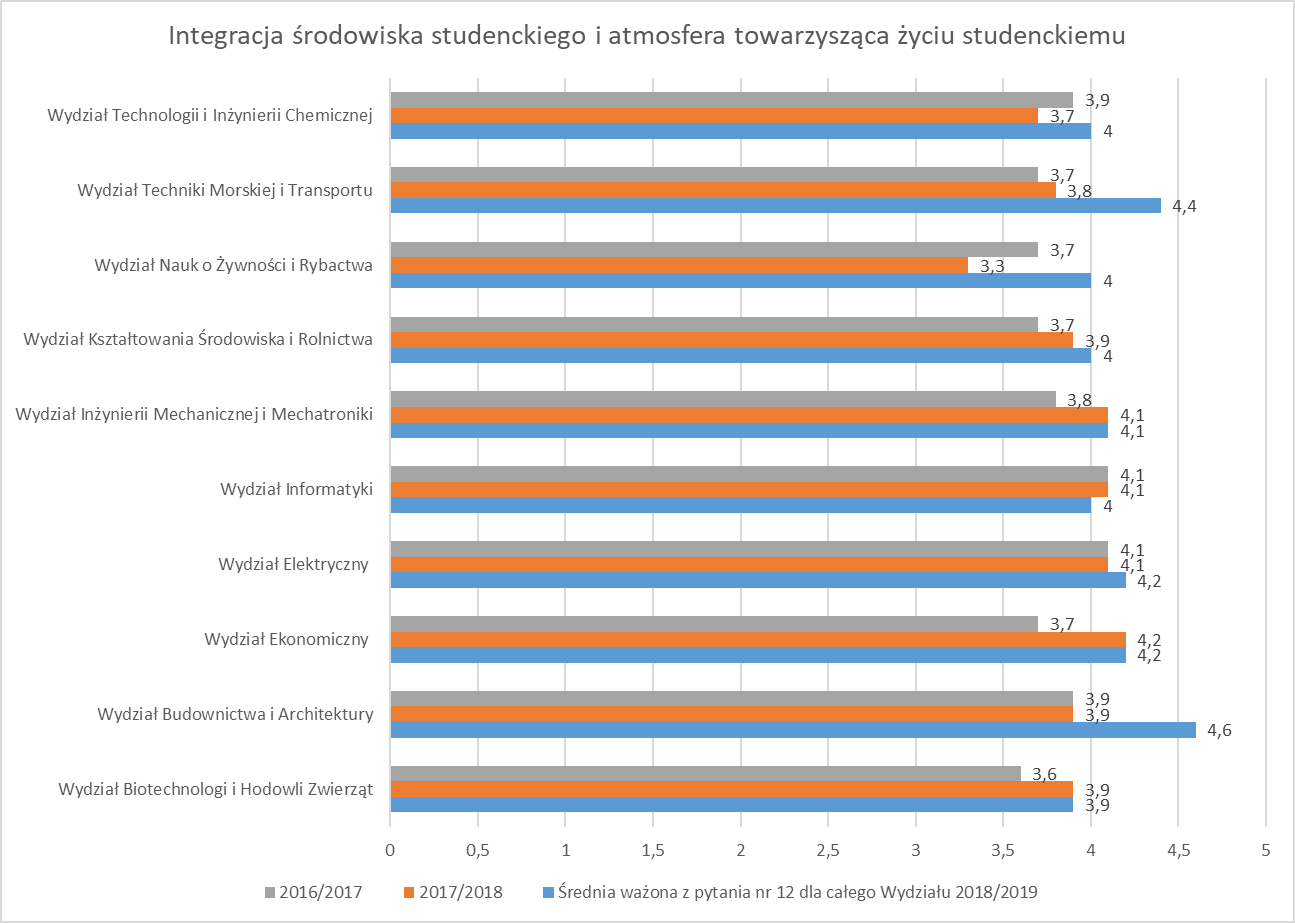 Integracja środowiska studenckiego i atmosfera towarzysząca życiu studenckiemu
Wydział Technologii i Inżynierii Chemicznej
3,9
3,7
4
Wydział Techniki Morskiej i Transportu
3,7
3,8
4,4
Wydział Nauk o Żywności i Rybactwa
3,7
3,3
4
Wydział Kształtowania Środowiska i Rolnictwa
3,7
3,9
4
Wydział Inżynierii Mechanicznej i Mechatroniki
3,8
4,1
4,1
Wydział Informatyki
4,1
4,1
4
Wydział Elektryczny
4,1
4,1
4,2
Wydział Ekonomiczny
3,7
4,2
4,2
Wydział Budownictwa i Architektury
3,9
3,9
4,6
Wydział Biotechnologi i Hodowli Zwierząt
3,6
3,9
3,9
0 0,5 1 1,5 2 2,5 3 3,5 4 4,5 5
2016/2017 2017/2018 Średnia ważona z pytania nr 12 dla całego Wydziału 2018/2019